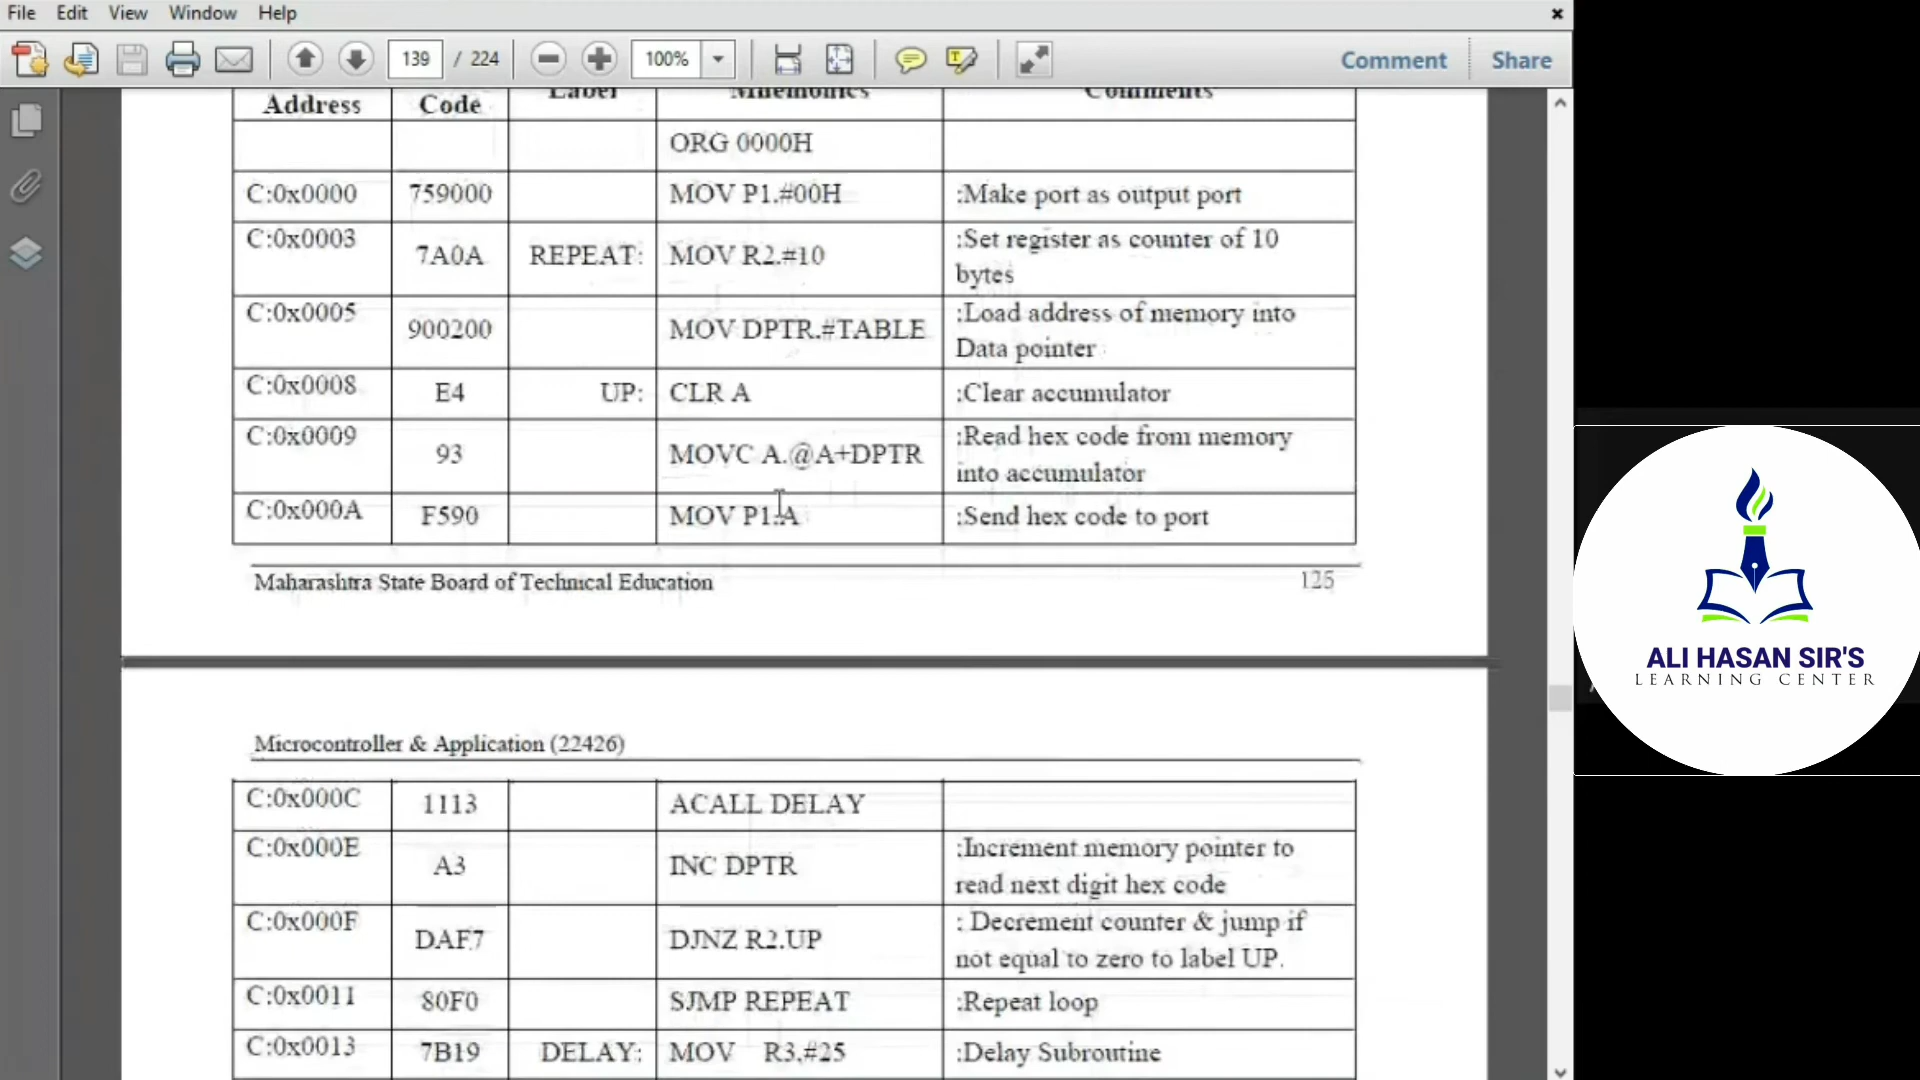 File Edit View Window Help
139 / 224 100% Comment Share
Address Code Label Mnemonics Comments
ORG 0000H
C:0x0000 759000 MOV P1.#00H :Make port as output port
C:0x0003 7A0A REPEAT: MOV R2.#10 :Set register as counter of 10
bytes
C:0x0005 900200 MOV DPTR.#TABLE :Load address of memory into
Data pointer
C:0x0008 E4 UP: CLR A :Clear accumulator
C:0x0009 93 MOVC A.@A+DPTR :Read hex code from memory
into accumulator
C:0x000A F590 MOV P1.A :Send hex code to port
Maharashtra State Board of Technical Education 125
Microcontroller & Application (22426)
C:0x000C 1113 ACALL DELAY
C:0x000E A3 INC DPTR :Increment memory pointer to
read next digit hex code
C:0x000F DAF7 DJNZ R2.UP : Decrement counter & jump if
not equal to zero to label UP.
C:0x0011 80F0 SJMP REPEAT :Repeat loop
C:0x0013 7B19 DELAY: MOV R3,#25 :Delay Subroutine
ALI HASAN SIR'S
LEARNING CENTER